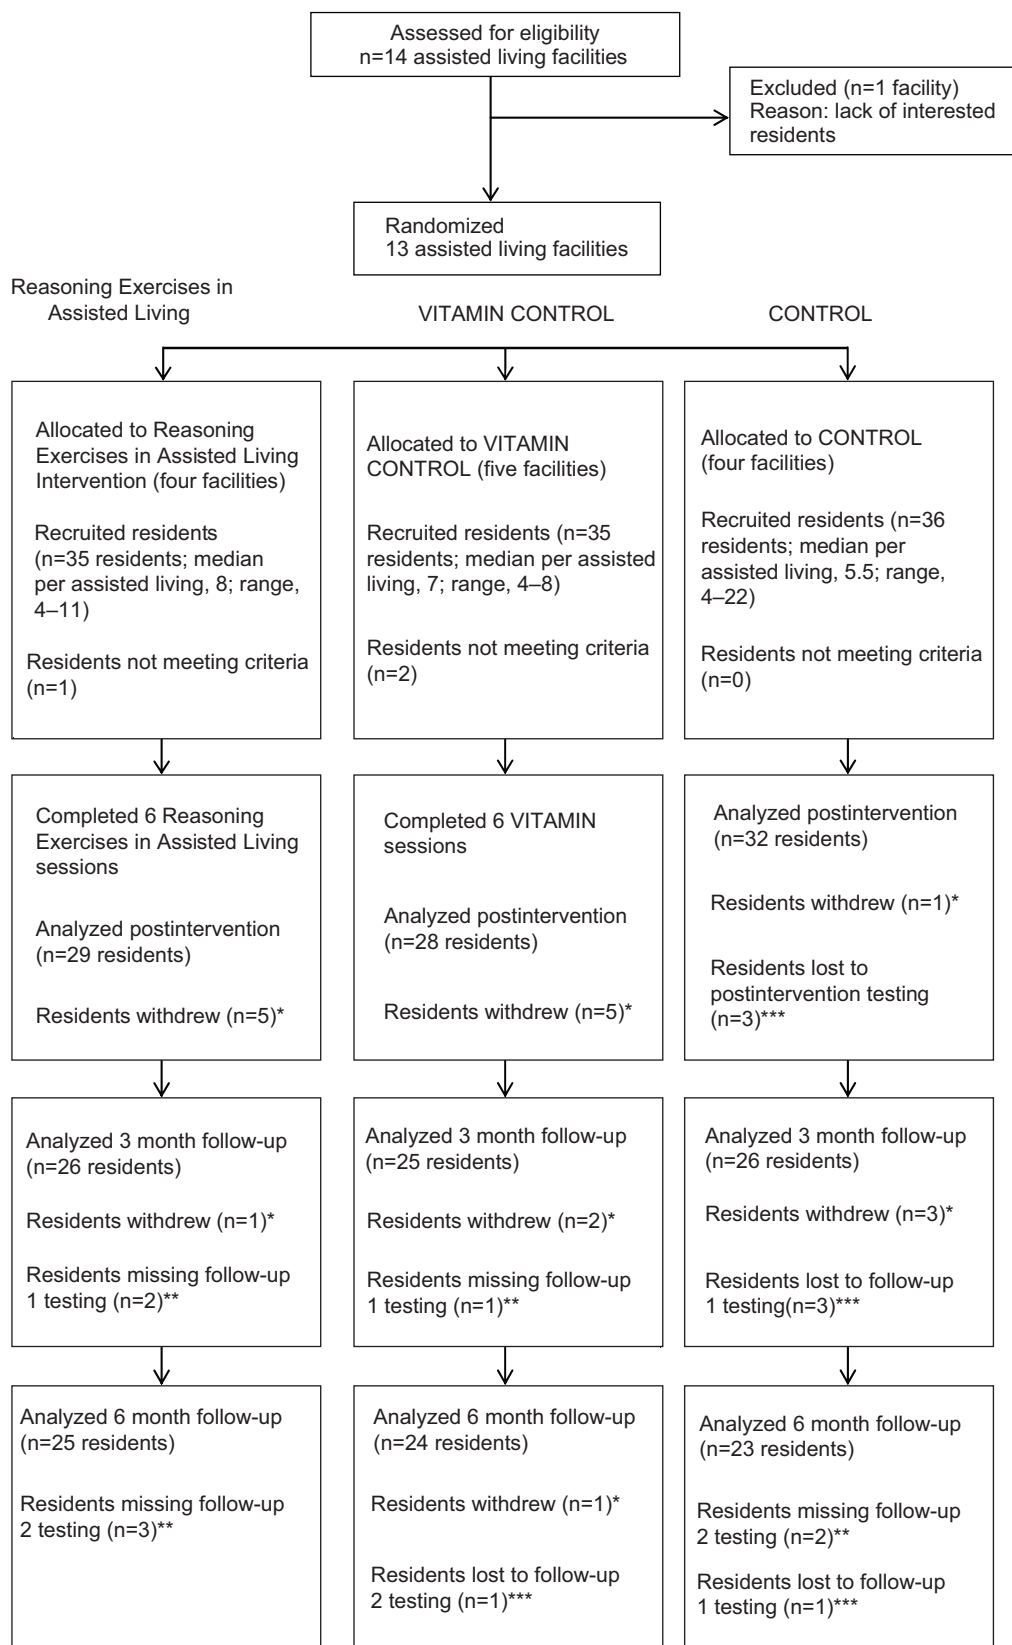 Assessed for eligibility
n=14 assisted living facilities
Excluded (n=1 facility)
Reason: lack of interested
residents
Randomized
13 assisted living facilities
Reasoning Exercises in
Assisted Living
VITAMIN CONTROL
CONTROL
Allocated to Reasoning
Exercises in Assisted Living
Intervention (four facilities)
Recruited residents
(n=35 residents; median
per assisted living, 8; range,
4–11)
Residents not meeting criteria
(n=1)
Allocated to VITAMIN
CONTROL (five facilities)
Recruited residents (n=35
residents; median per assisted
living, 7; range, 4–8)
Residents not meeting criteria
(n=2)
Allocated to CONTROL
(four facilities)
Recruited residents (n=36
residents; median per
assisted living, 5.5; range,
4–22)
Residents not meeting criteria
(n=0)
Completed 6 Reasoning
Exercises in Assisted Living
sessions
Analyzed postintervention
(n=29 residents)
Residents withdrew (n=5)*
Completed 6 VITAMIN
sessions
Analyzed postintervention
(n=28 residents)
Residents withdrew (n=5)*
Analyzed postintervention
(n=32 residents)
Residents withdrew (n=1)*
Residents lost to
postintervention testing
(n=3)***
Analyzed 3 month follow-up
(n=26 residents)
Residents withdrew (n=1)*
Residents missing follow-up
1 testing (n=2)**
Analyzed 3 month follow-up
(n=25 residents)
Residents withdrew (n=2)*
Residents missing follow-up
1 testing (n=1)**
Analyzed 3 month follow-up
(n=26 residents)
Residents withdrew (n=3)*
Residents lost to follow-up
1 testing(n=3)***
Analyzed 6 month follow-up
(n=25 residents)
Residents missing follow-up
2 testing (n=3)**
Analyzed 6 month follow-up
(n=24 residents)
Residents withdrew (n=1)*
Residents lost to follow-up
2 testing (n=1)***
Analyzed 6 month follow-up
(n=23 residents)
Residents missing follow-up
2 testing (n=2)**
Residents lost to follow-up
1 testing (n=1)***